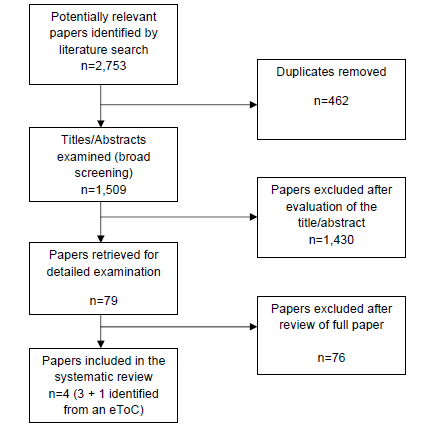 Potentially relevant
papers identified by
literature search
n=2,753
Duplicates removed
n=462
Titles/Abstracts
examined (broad
screening)
n=1,509
Papers excluded after
evaluation of the
title/abstract
n=1,430
Papers retrieved for
detailed examination
n=79
Papers excluded after
review of full paper
n=76
Papers included in the
systematic review
n=4 (3 + 1 identified
from an eToC)